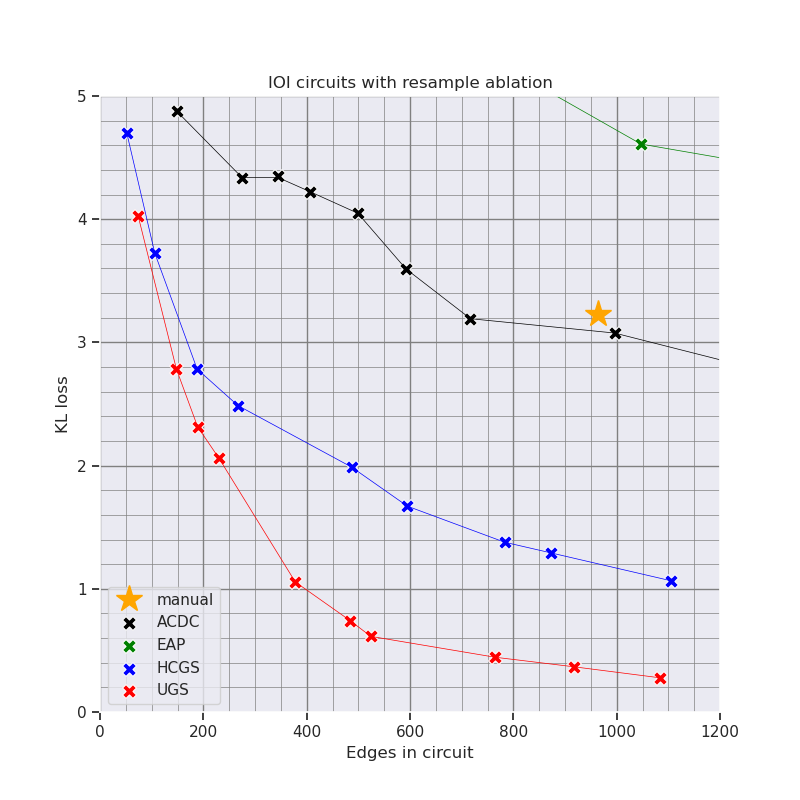 IOI circuits with resample ablation
5
4
3
2
1
0
KL loss
manual
ACDC
EAP
HCGS
UGS
0 200 400 600 800 1000 1200
Edges in circuit